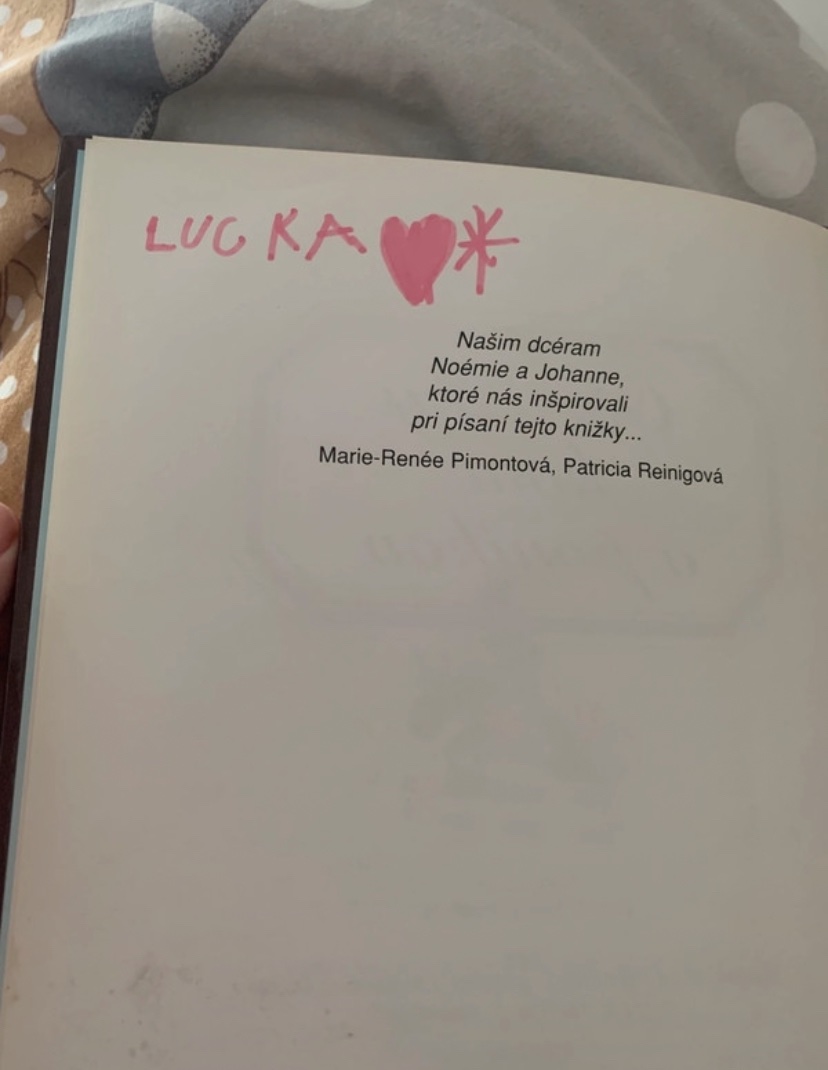 LUCKA
Našim dcéram
Noémie a Johanne,
ktoré nás inšpirovali
pri písaní tejto knižky...
Marie-Renée Pimontová, Patricia Reinigová